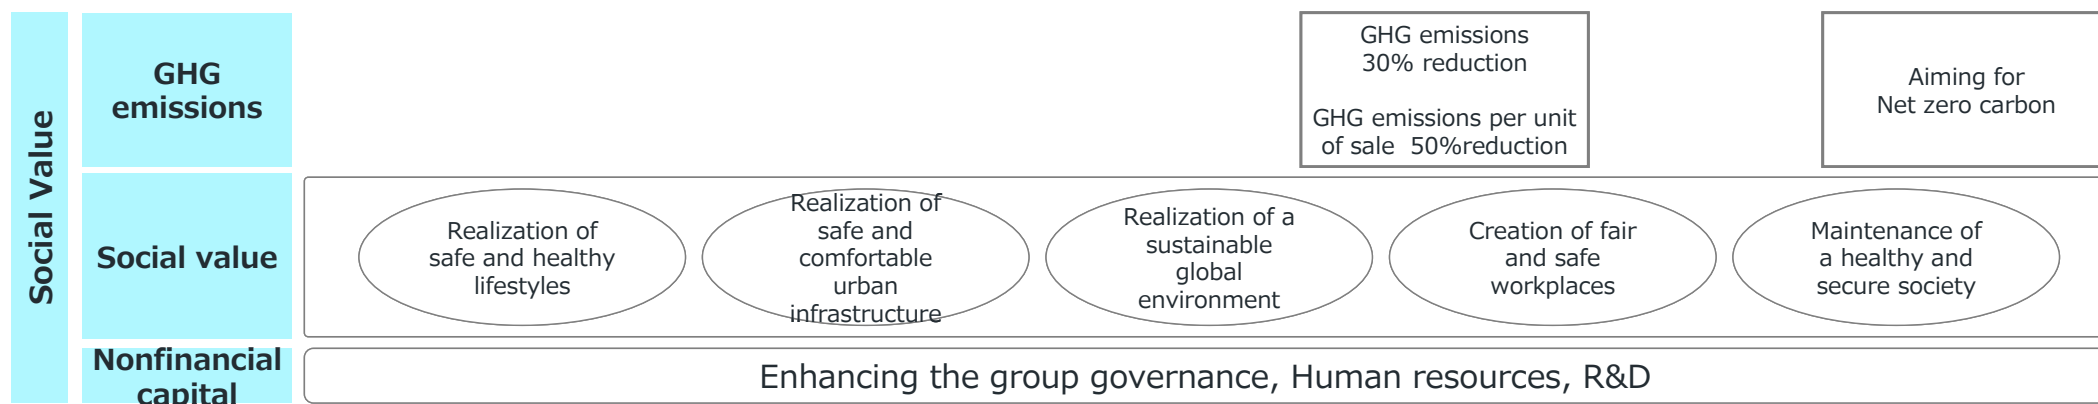 Social Value
GHG
emissions
GHG emissions
30% reduction
GHG emissions per unit
of sale  50%reduction
Aiming for
Net zero carbon
Social value
Realization of
safe and healthy
lifestyles
Realization of
safe and
comfortable
urban
infrastructure
Realization of a
sustainable
global
environment
Creation of fair
and safe
workplaces
Maintenance of
a healthy and
secure society
Nonfinancial
capital
Enhancing the group governance, Human resources, R&D